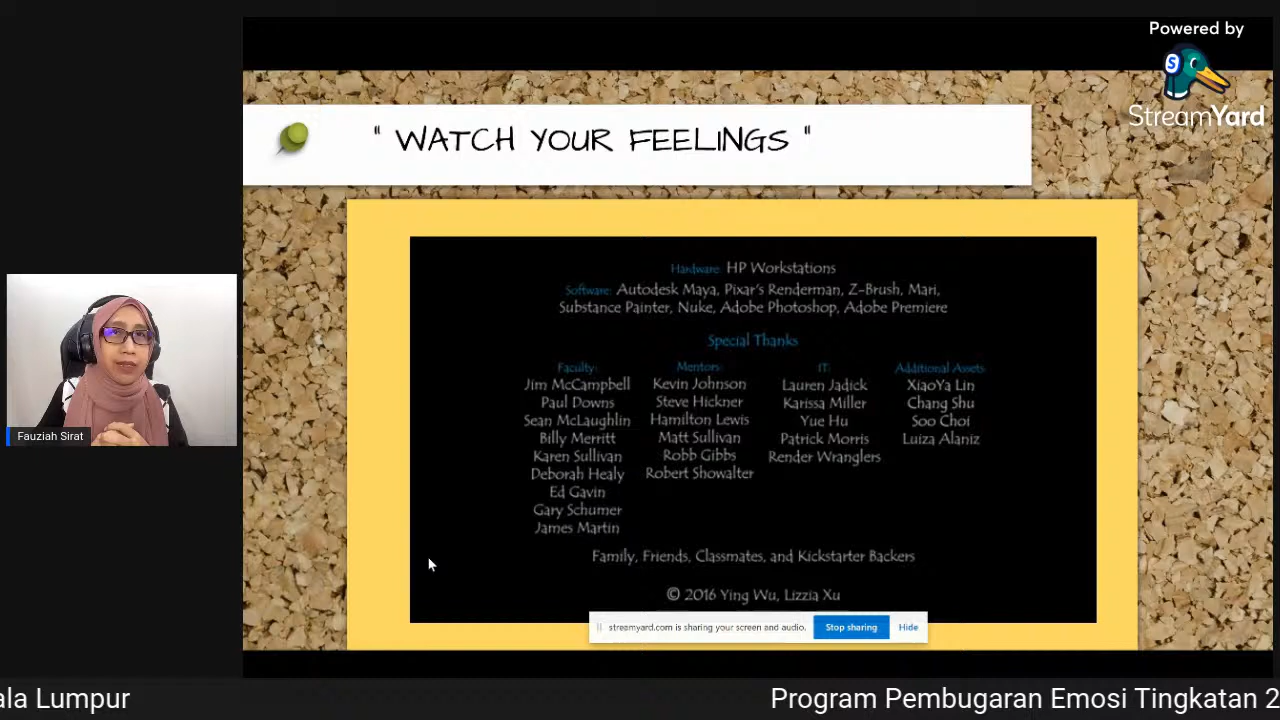 Powered by
StreamYard
" WATCH YOUR FEELINGS "
Hardware: HP Workstations
Software: Autodesk Maya, Pixar's Renderman, Z-Brush, Mari,
Substance Painter, Nuke, Adobe Photoshop, Adobe Premiere
Special Thanks
Faculty:
Jim McCampbell
Paul Downs
Sean McLaughlin
Billy Merritt
Karen Sullivan
Deborah Healy
Ed Gavin
Gary Schumer
James Martin
Mentors:
Kevin Johnson
Steve Hickner
Hamilton Lewis
Matt Sullivan
Robb Gibbs
Robert Showalter
IT:
Lauren Jadick
Karissa Miller
Yue Hu
Patrick Morris
Render Wranglers
Additional Assets
XiaoYa Lin
Chang Shu
Soo Choi
Luiza Alaniz
Family, Friends, Classmates, and Kickstarter Backers
© 2016 Ying Wu, Lizzia Xu
streamyard.com is sharing your screen and audio.
Stop sharing
Hide
Fauziah Sirat
ala Lumpur
Program Pembugaran Emosi Tingkatan 2